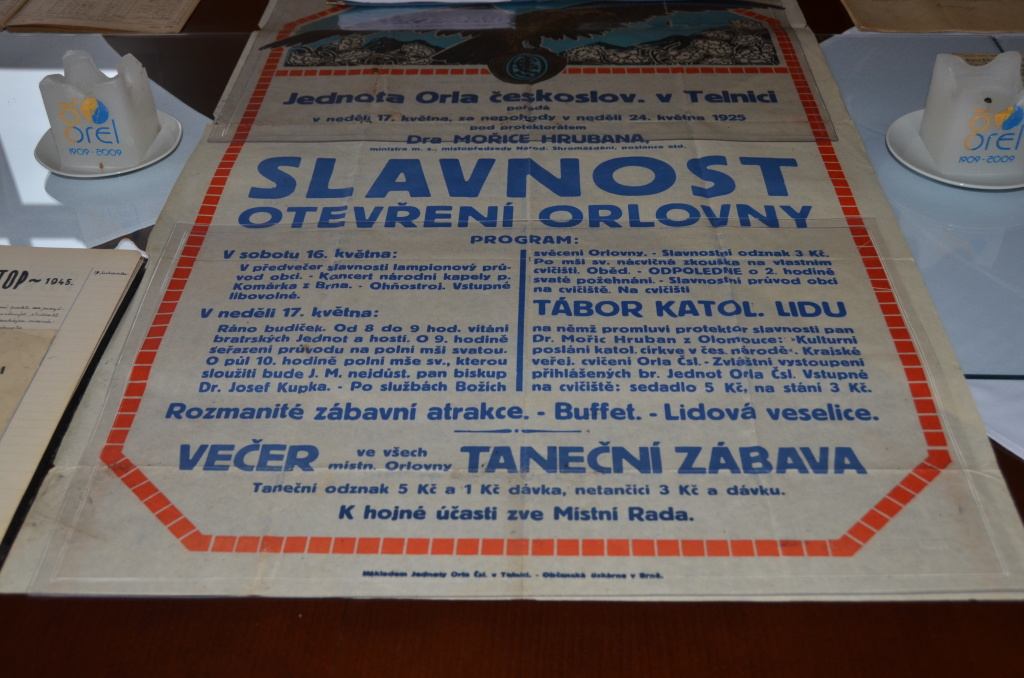 Jednota Orla českoslov. v Telnici
pořádá
v neděli 17. května, za nepohody v neděli 24. května 1925
pod protektorátem
Dra MOŘICE HRUBANA,
ministra m. s., místopředsedy Národ. Shromáždění, poslance atd.
SLAVNOST
OTEVŘENÍ ORLOVNY
PROGRAM:
V sobotu 16. května:
V předvečer slavnosti lampionový prů-
vod obcí. - Koncert národní kapely p.
Komárka z Brna. - Ohňostroj. Vstupné
libovolné.
V neděli 17. května:
Ráno budíček. Od 8 do 9 hod. vítání
bratrských Jednot a hostí. O 9. hodině
seřazení průvodu na polní mši svatou.
O půl 10. hodině polní mše sv., kterou
sloužiti bude J. M. nejdůst. pan biskup
Dr. Josef Kupka. - Po službách Božích
svěcení Orlovny. - Slavnostní odznak 3 Kč.
Po mši sv. nácvičná zkouška na vlastním
cvičišti. Oběd. - ODPOLEDNE o 2. hodině
svaté požehnání. - Slavnostní průvod obcí
na cvičiště. Na cvičišti
TÁBOR KATOL. LIDU
na němž promluví protektor slavnosti pan
Dr. Mořic Hruban z Olomouce: „Kulturní
poslání katol. církve v čes. národě.“ Krajské
veřej. cvičení Orla Čsl. - Zvláštní vystoupení
přihlášených br. Jednot Orla Čsl. Vstupné
na cvičiště: sedadlo 5 Kč, na stání 3 Kč.
Rozmanité zábavní atrakce. - Buffet. - Lidová veselice.
VEČER ve všech
místn. Orlovny TANEČNÍ ZÁBAVA
Taneční odznak 5 Kč a 1 Kč dávka, netančící 3 Kč a dávku.
K hojné účasti zve Místní Rada.
Nákladem Jednoty Orla Čsl. v Telnici. - Občanská tiskárna v Brně.
orel
1909-2009
orel
1909-2009
TOP~1945.